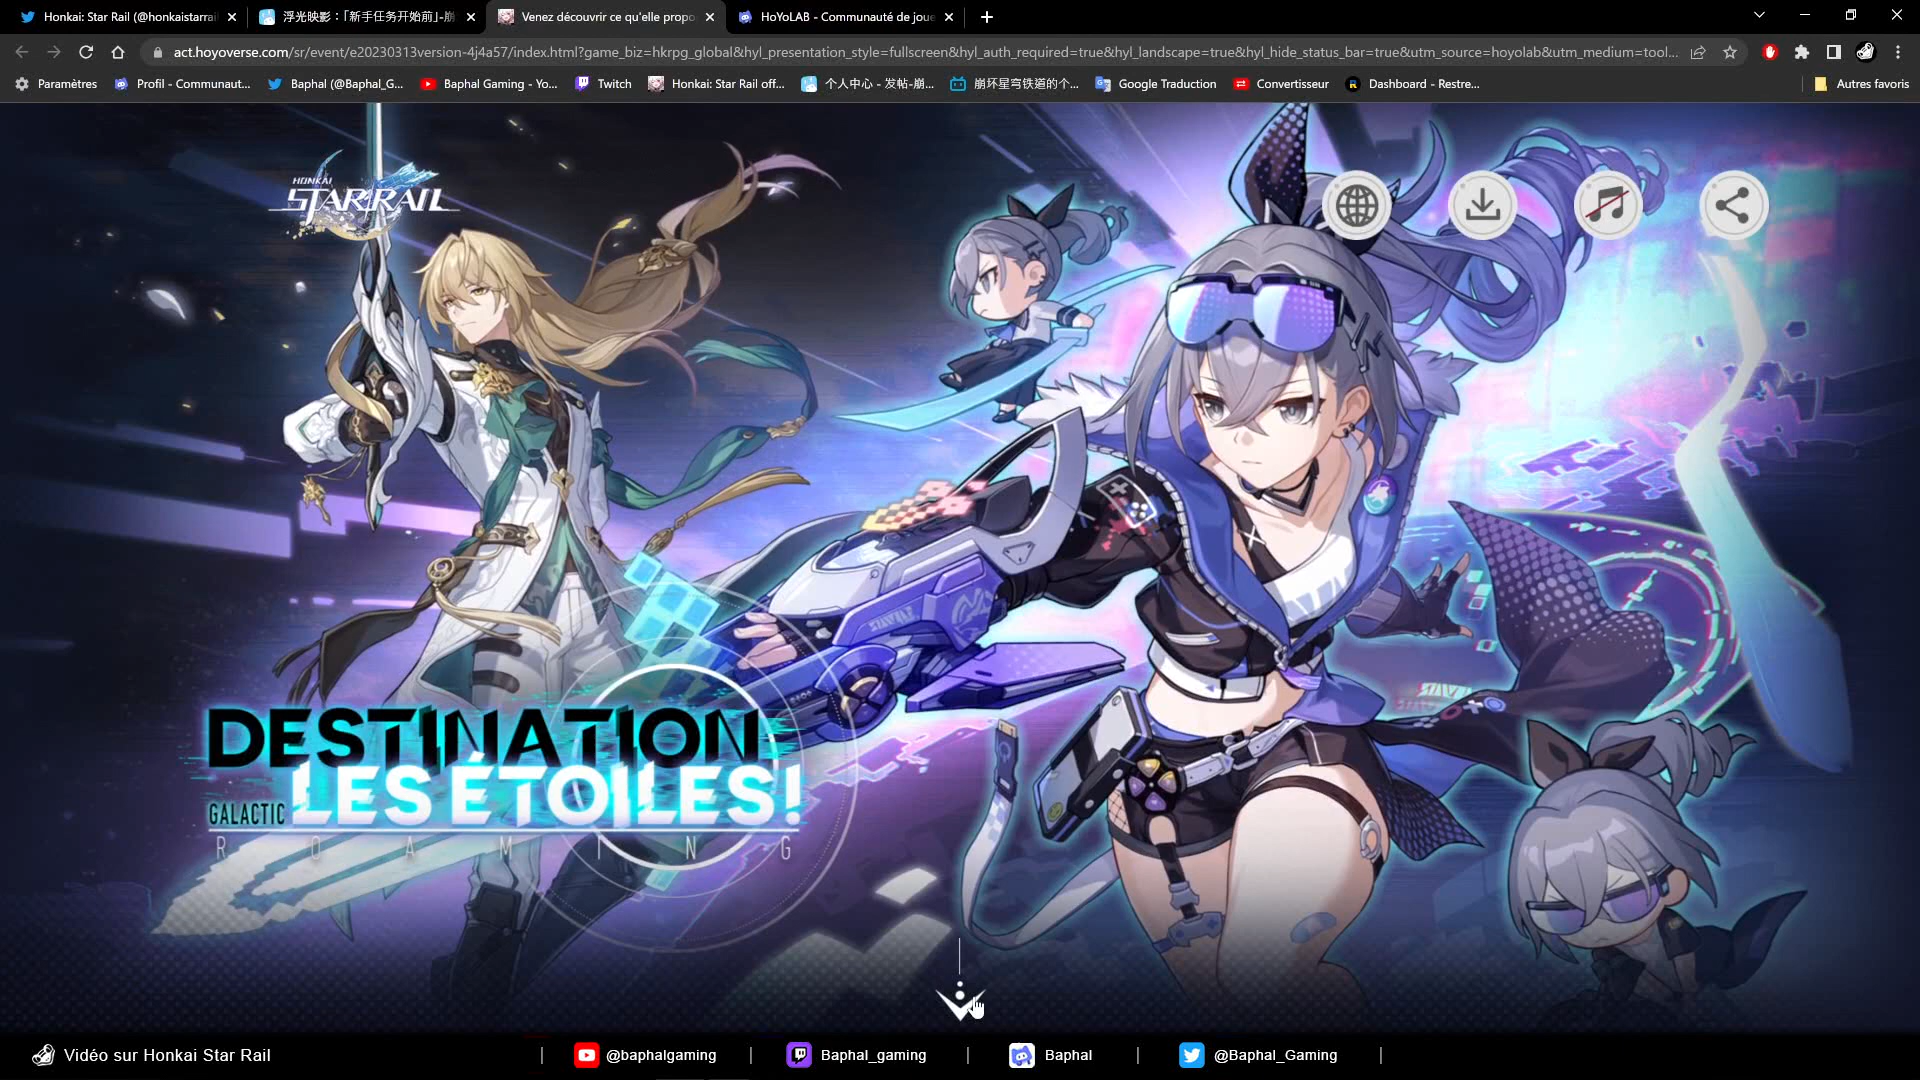 Honkai: Star Rail (@honkaistarrail
浮光映影：「新手任务开始前」-崩
Venez découvrir ce qu'elle propo
HoYoLAB - Communauté de joue
act.hoyoverse.com/sr/event/e20230313version-4j4a57/index.html?game_biz=hkrpg_global&hyl_presentation_style=fullscreen&hyl_auth_required=true&hyl_landscape=true&hyl_hide_status_bar=true&utm_source=hoyolab&utm_medium=tool...
Paramètres
Profil - Communaut...
Baphal (@Baphal_G...
Baphal Gaming - Yo...
Twitch
Honkai: Star Rail off...
个人中心 - 发帖-崩...
崩坏星穹铁道的个...
Google Traduction
Convertisseur
Dashboard - Restre...
Autres favoris
HONKAI
STAR RAIL
DESTINATION
GALACTIC LES ÉTOILES!
ROAMING
Vidéo sur Honkai Star Rail
@baphalgaming
Baphal_gaming
Baphal
@Baphal_Gaming